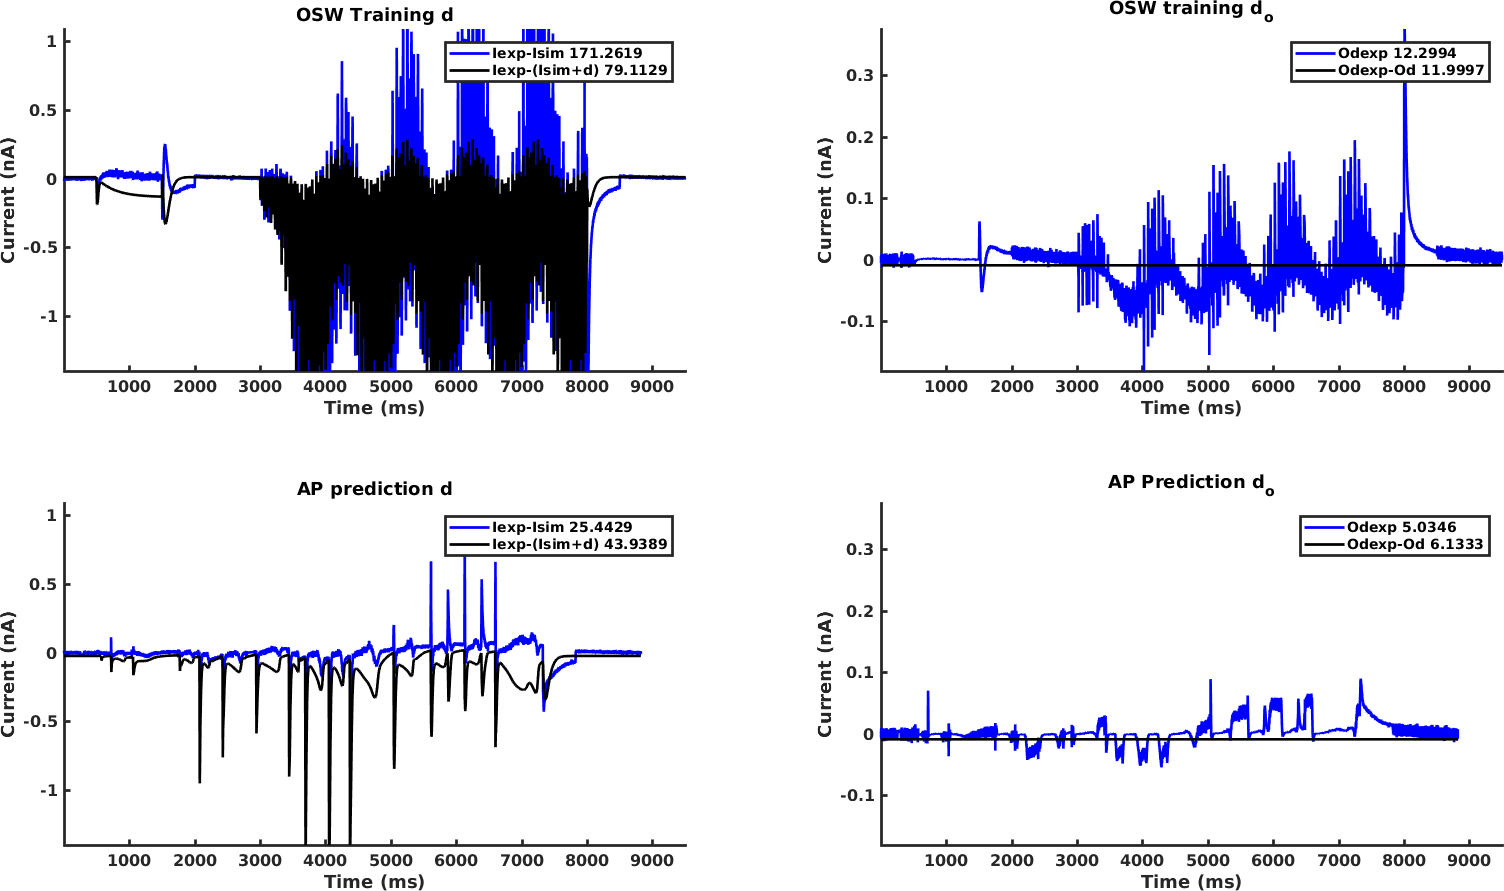 OSW Training d
Iexp-Isim 171.2619
Iexp-(Isim+d) 79.1129
1
0.5
0
-0.5
-1
Current (nA)
1000 2000 3000 4000 5000 6000 7000 8000 9000
Time (ms)
OSW training do
Odexp 12.2994
Odexp-Od 11.9997
0.3
0.2
0.1
0
-0.1
Current (nA)
1000 2000 3000 4000 5000 6000 7000 8000 9000
Time (ms)
AP prediction d
Iexp-Isim 25.4429
Iexp-(Isim+d) 43.9389
1
0.5
0
-0.5
-1
Current (nA)
1000 2000 3000 4000 5000 6000 7000 8000 9000
Time (ms)
AP Prediction do
Odexp 5.0346
Odexp-Od 6.1333
0.3
0.2
0.1
0
-0.1
Current (nA)
1000 2000 3000 4000 5000 6000 7000 8000 9000
Time (ms)